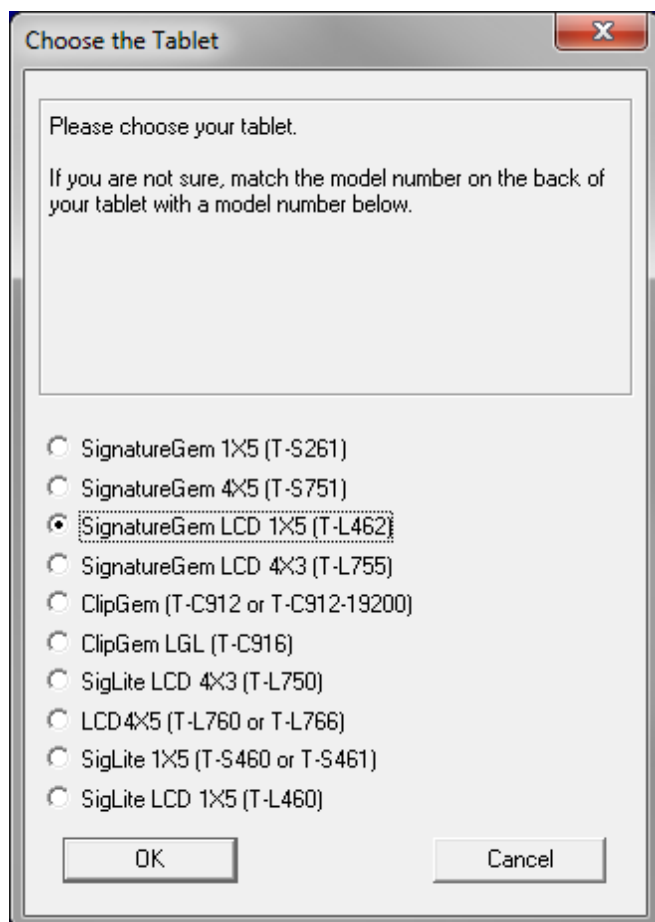 Choose the Tablet
Please choose your tablet.
If you are not sure, match the model number on the back of
your tablet with a model number below.
SignatureGem 1X5 (T-S261)
SignatureGem 4X5 (T-S751)
SignatureGem LCD 1X5 (T-L462)
SignatureGem LCD 4X3 (T-L755)
ClipGem (T-C912 or T-C912-19200)
ClipGem LGL (T-C916)
SigLite LCD 4X3 (T-L750)
LCD4X5 (T-L760 or T-L766)
SigLite 1X5 (T-S460 or T-S461)
SigLite LCD 1X5 (T-L460)
OK Cancel